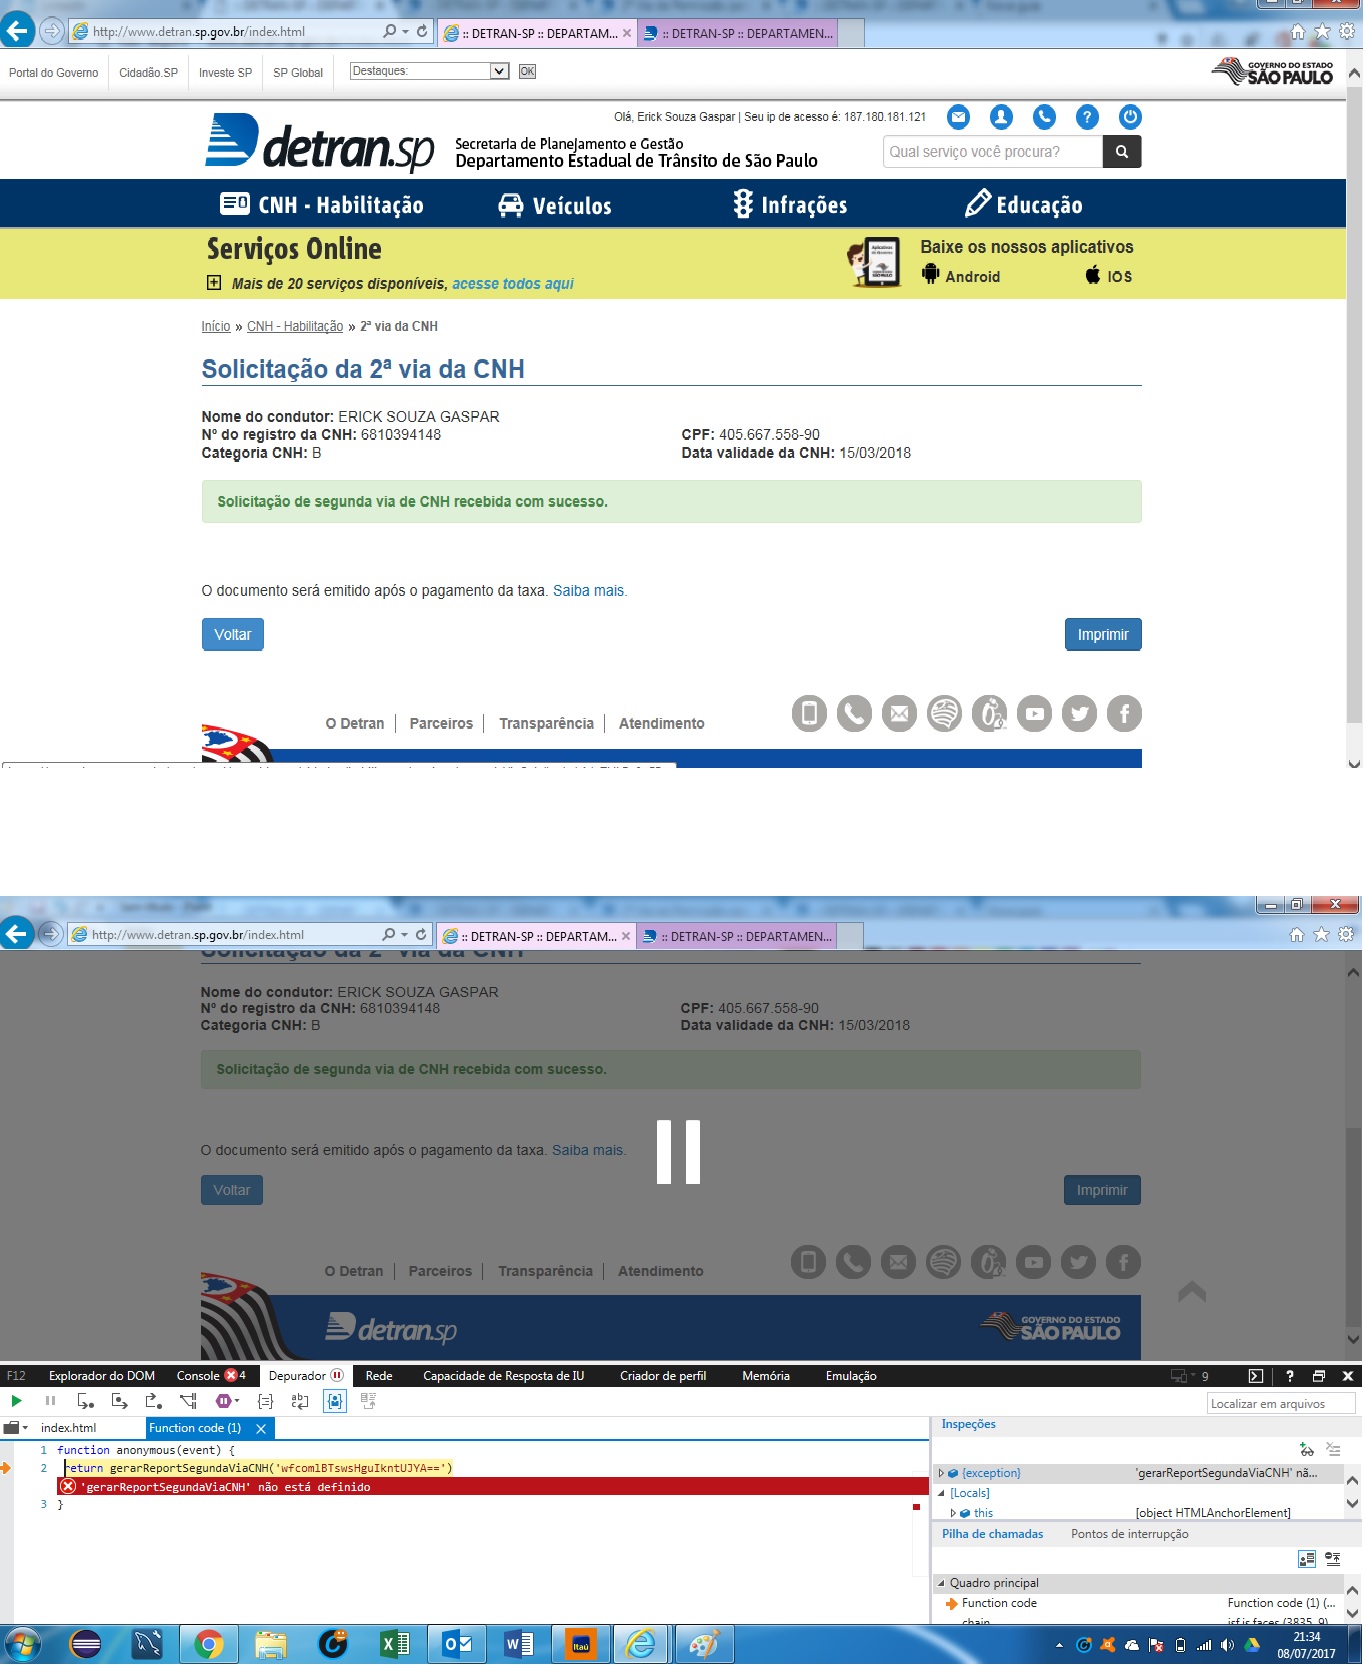 http://www.detran.sp.gov.br/index.html
:: DETRAN-SP :: DEPARTAM...
:: DETRAN-SP :: DEPARTAMEN...
Portal do Governo
Cidadão.SP
Investe SP
SP Global
Destaques:
OK
GOVERNO DO ESTADO
SÃO PAULO
Olá, Erick Souza Gaspar | Seu ip de acesso é: 187.180.181.121
detran.sp
Secretaria de Planejamento e Gestão
Departamento Estadual de Trânsito de São Paulo
Qual serviço você procura?
CNH - Habilitação
Veículos
Infrações
Educação
Serviços Online
Mais de 20 serviços disponíveis, acesse todos aqui
Baixe os nossos aplicativos
Android
IOS
Início » CNH - Habilitação » 2ª via da CNH
Solicitação da 2ª via da CNH
Nome do condutor: ERICK SOUZA GASPAR
Nº do registro da CNH: 6810394148
CPF: 405.667.558-90
Categoria CNH: B
Data validade da CNH: 15/03/2018
Solicitação de segunda via de CNH recebida com sucesso.
O documento será emitido após o pagamento da taxa. Saiba mais.
Voltar
Imprimir
O Detran
Parceiros
Transparência
Atendimento
http://www.detran.sp.gov.br/index.html
:: DETRAN-SP :: DEPARTAM...
:: DETRAN-SP :: DEPARTAMEN...
Solicitação da 2ª via da CNH
Nome do condutor: ERICK SOUZA GASPAR
Nº do registro da CNH: 6810394148
CPF: 405.667.558-90
Categoria CNH: B
Data validade da CNH: 15/03/2018
Solicitação de segunda via de CNH recebida com sucesso.
O documento será emitido após o pagamento da taxa. Saiba mais.
Voltar
Imprimir
O Detran
Parceiros
Transparência
Atendimento
detran.sp
GOVERNO DO ESTADO
SÃO PAULO
F12
Explorador do DOM
Console 4
Depurador
Rede
Capacidade de Resposta de IU
Criador de perfil
Memória
Emulação
9
Localizar em arquivos
index.html
Function code (1)
Inspeções
1 function anonymous(event) {
2 return gerarReportSegundaViaCNH('wfcomlBTswsHguIkntUJYA==')
'gerarReportSegundaViaCNH' não está definido
3 }
{exception}
'gerarReportSegundaViaCNH' nã...
[Locals]
this
[object HTMLAnchorElement]
Pilha de chamadas
Pontos de interrupção
Quadro principal
Function code
Function code (1) (...
chain
jsf.js.faces (3835, 9)
Itaú
21:34
08/07/2017